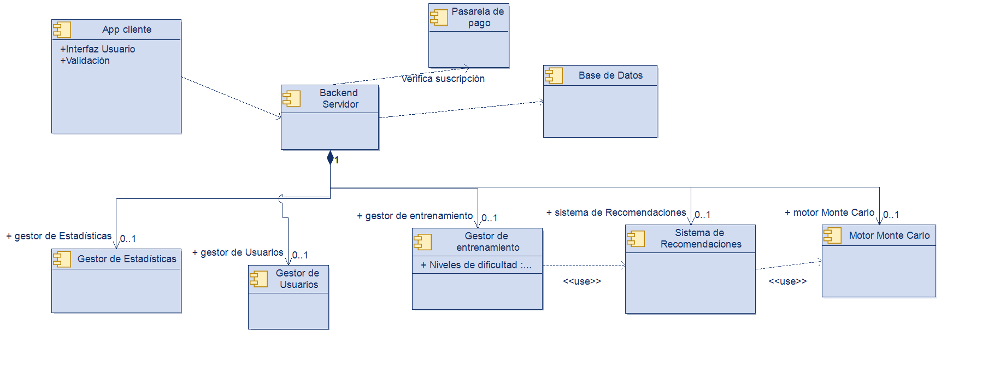 Pasarela de
pago
App cliente
+Interfaz Usuario
+Validación
Verifica suscripción
Base de Datos
Backend
Servidor
1
+ gestor de Estadísticas
0..1
+ gestor de Usuarios
0..1
+ gestor de entrenamiento
0..1
+ sistema de Recomendaciones
0..1
+ motor Monte Carlo
0..1
Gestor de Estadísticas
Gestor de
Usuarios
Gestor de
entrenamiento
+ Niveles de dificultad :...
<<use>>
Sistema de
Recomendaciones
<<use>>
Motor Monte Carlo